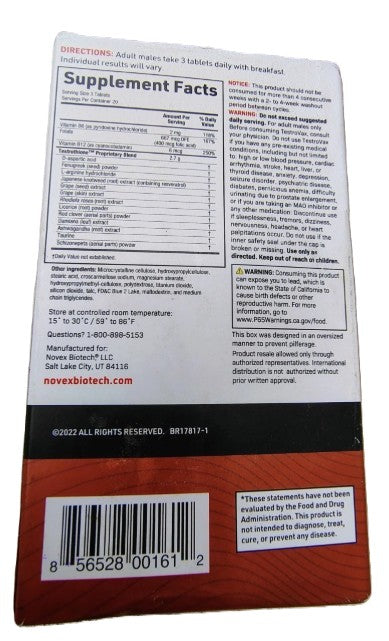 DIRECTIONS: Adult males take 3 tablets daily with breakfast.
Individual results will vary.
Supplement Facts
Serving Size 3 Tablets
Servings Per Container 20
Amount Per Serving
% Daily Value
Vitamin B6 (as pyridoxine hydrochloride) 2 mg 118%
Folate 667 mcg DFE 167%
(400 mcg folic acid)
Vitamin B12 (as cyanocobalamin) 6 mcg 250%
Testrothione™ Proprietary Blend 2.7 g †
D-aspartic acid †
Fenugreek (seed) powder †
L-arginine hydrochloride †
Japanese knotweed (root) extract (containing resveratrol) †
Grape (seed) extract †
Grape (skin) extract †
Rhodiola rosea (root) extract †
Licorice (root) powder †
Red clover (aerial parts) powder †
Damiana (leaf) extract †
Ashwagandha (root) extract †
Taurine †
Schizonepeta (aerial parts) powder †
†Daily Value not established.
Other ingredients: Microcrystalline cellulose, hydroxypropylcellulose,
stearic acid, croscarmellose sodium, magnesium stearate,
hydroxypropylmethyl-cellulose, polydextrose, titanium dioxide,
silicon dioxide, talc, FD&C Blue 2 Lake, maltodextrin, and medium
chain triglycerides.
Store at controlled room temperature:
15˚ to 30˚C / 59˚ to 86˚F
Questions? 1-800-898-5153
Manufactured for:
Novex Biotech® LLC
Salt Lake City, UT 84116
novexbiotech.com
NOTICE: This product should not be
consumed for more than 4 consecutive
weeks with a 2- to 4-week washout
period between cycles.
WARNING: Do not exceed suggested
daily serving. For adult males only.
Before consuming TestroVax, consult
your physician. Do not use TestroVax
if you have any pre-existing medical
conditions, including but not limited
to: high or low blood pressure, cardiac
arrhythmia, stroke, heart, liver, or
thyroid disease, anxiety, depression,
seizure disorder, psychiatric disease,
diabetes, pernicious anemia, difficulty
urinating due to prostate enlargement,
or if you are taking an MAO inhibitor or
any other medication. Discontinue use
if sleeplessness, tremors, dizziness,
nervousness, headache, or heart
palpitations occur. Do not use if the
inner safety seal under the cap is
broken or missing. Use only as
directed. Keep out of reach of children.
⚠WARNING: Consuming this product
can expose you to lead, which is
known to the State of California to
cause birth defects or other
reproductive harm. For more
information, go to
www.P65Warnings.ca.gov/food.
This box was designed in an oversized
manner to prevent pilferage.
Product resale allowed only through
authorized representatives. International
distribution is not authorized without
prior written approval.
©2022 ALL RIGHTS RESERVED. BR17817-1
*These statements have not been
evaluated by the Food and Drug
Administration. This product is
not intended to diagnose, treat,
cure, or prevent any disease.
8 56528 00161 2